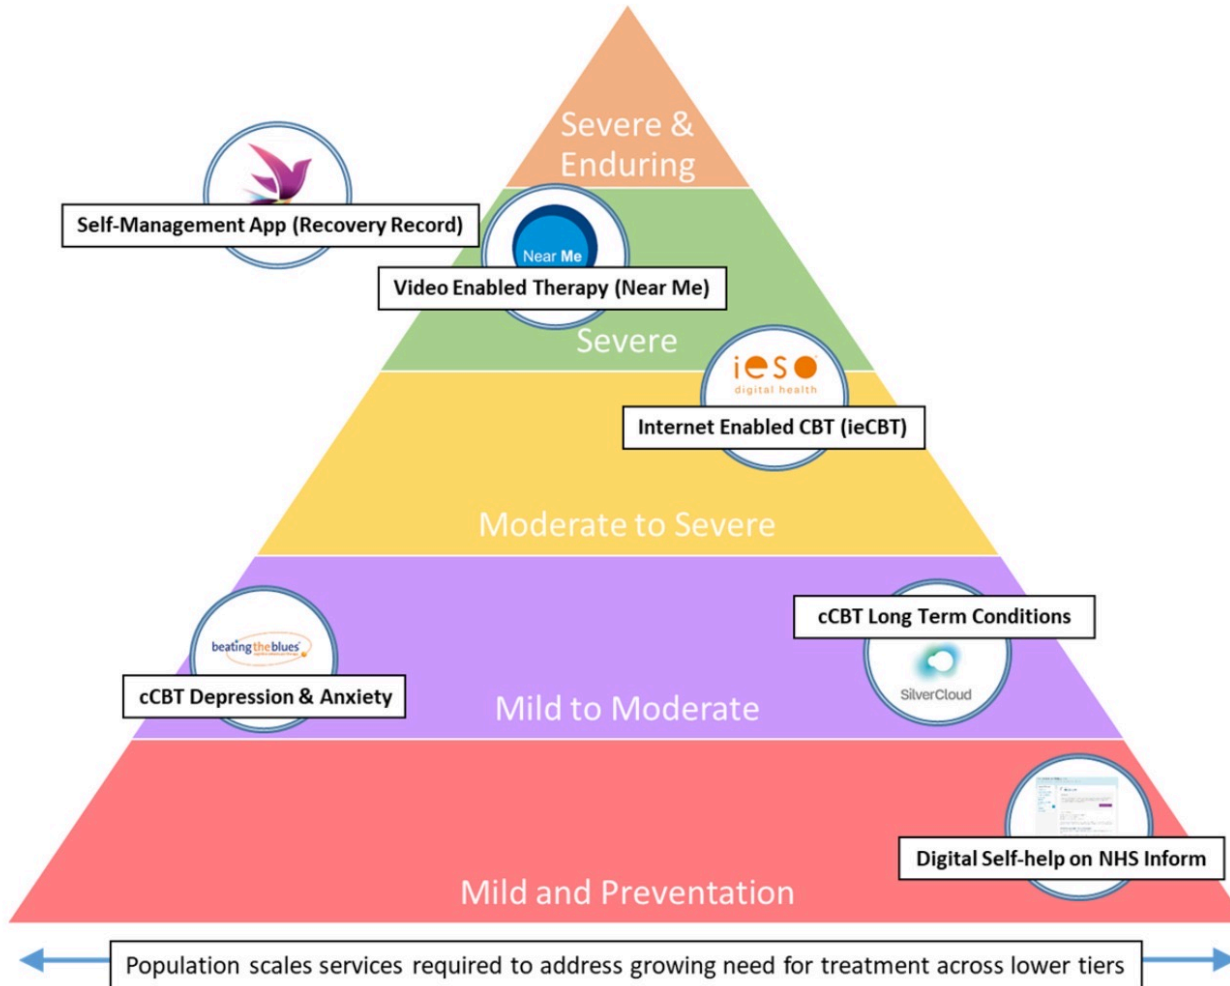 Severe &
Enduring
Self-Management App (Recovery Record)
Near Me
Video Enabled Therapy (Near Me)
Severe
ieso
digital health
Internet Enabled CBT (ieCBT)
Moderate to Severe
cCBT Long Term Conditions
beatingtheblues
SilverCloud
cCBT Depression & Anxiety
Mild to Moderate
Digital Self-help on NHS Inform
Mild and Preventation
Population scales services required to address growing need for treatment across lower tiers